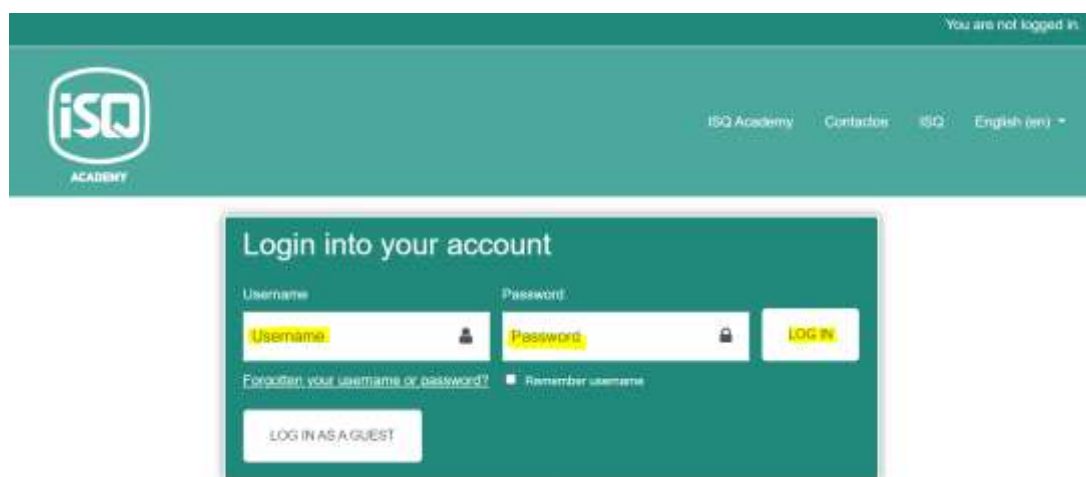 You are not logged in.
iSQ
ACADEMY
ISQ Academy Contactos ISQ English (en)
Login into your account
Username Password
Username Password LOG IN
Forgotten your username or password? Remember username
LOG IN AS A GUEST